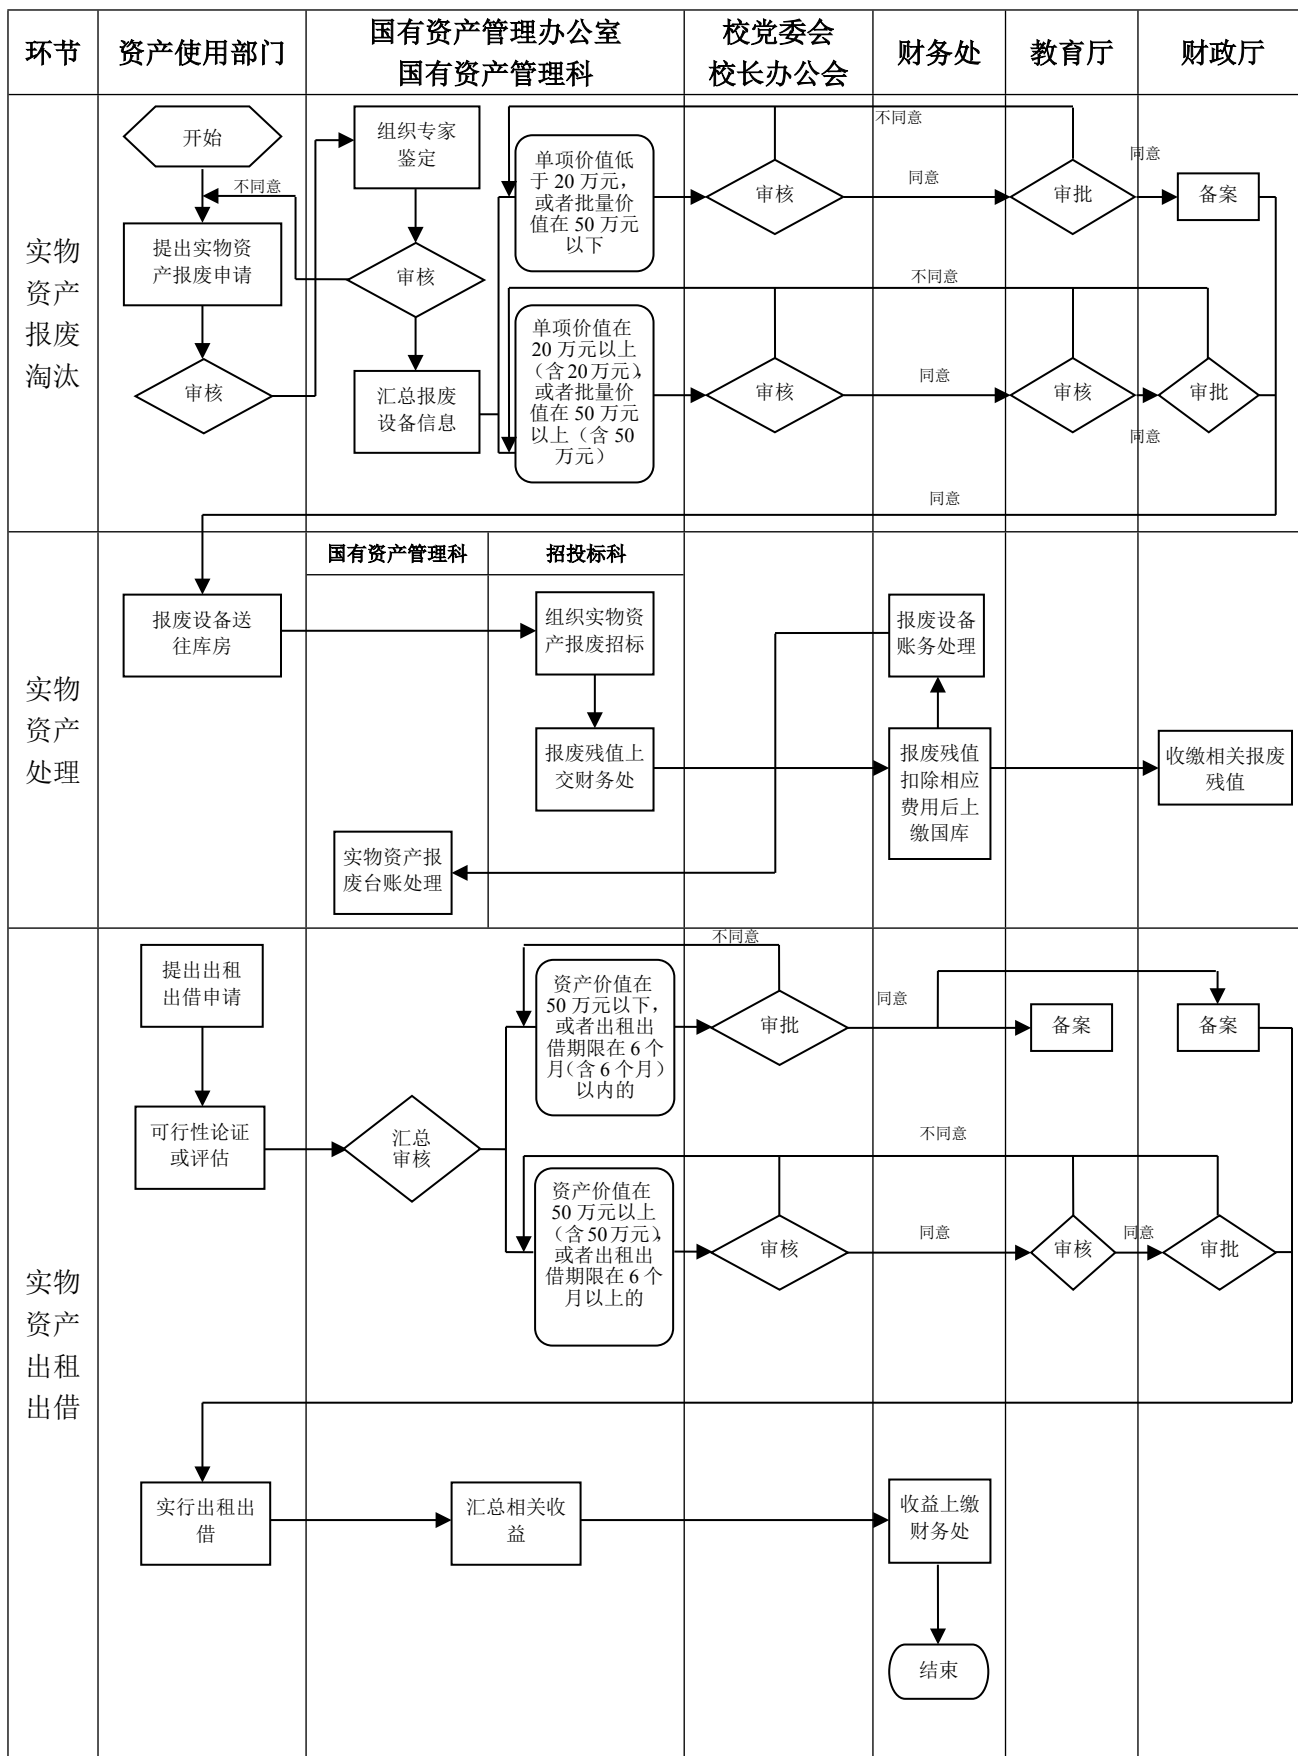 环节
资产使用部门
国有资产管理办公室
国有资产管理科
校党委会
校长办公会
财务处
教育厅
财政厅
实物
资产
报废
淘汰
开始
不同意
提出实物资
产报废申请
审核
组织专家
鉴定
审核
汇总报废
设备信息
单项价值低
于 20 万元，
或者批量价
值在 50 万元
以下
审核
同意
不同意
审批
同意
备案
单项价值在
20 万元以上
（含20万元），
或者批量价
值在 50 万元
以上（含 50
万元）
审核
同意
不同意
审核
同意
审批
同意
实物
资产
处理
国有资产管理科
招投标科
报废设备送
往库房
组织实物资
产报废招标
报废设备
账务处理
报废残值上
交财务处
报废残值
扣除相应
费用后上
缴国库
收缴相关报废
残值
实物资产报
废台账处理
实物
资产
出租
出借
提出出租
出借申请
可行性论证
或评估
汇总
审核
不同意
资产价值在
50 万元以下，
或者出租出
借期限在 6 个
月（含 6 个月）
以内的
审批
同意
备案
备案
不同意
资产价值在
50 万元以上
（含50万元），
或者出租出
借期限在 6 个
月以上的
审核
同意
审核
同意
审批
实行出租出
借
汇总相关收
益
收益上缴
财务处
结束